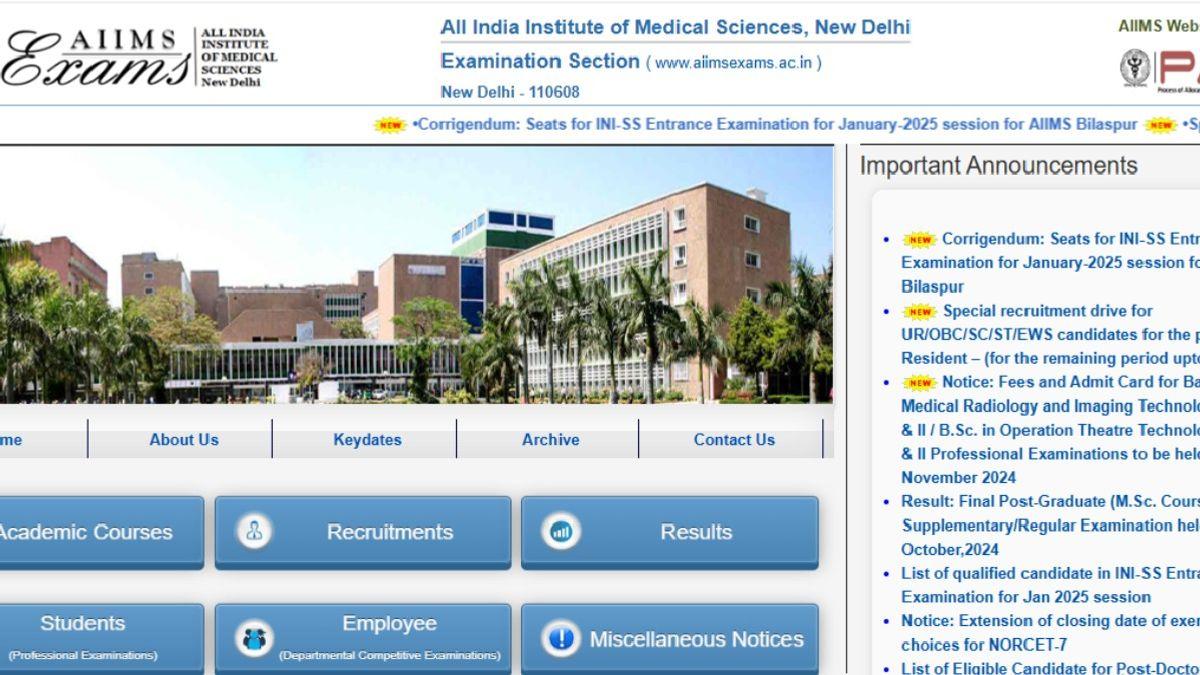 AIIMS
Exams
ALL INDIA
INSTITUTE
OF MEDICAL
SCIENCES
New Delhi
All India Institute of Medical Sciences, New Delhi
Examination Section ( www.aiimsexams.ac.in )
New Delhi - 110608
AIIMS Webs
PA
Process of Alloca
NEW •Corrigendum: Seats for INI-SS Entrance Examination for January-2025 session for AIIMS Bilaspur NEW •Sp
Important Announcements
• NEW Corrigendum: Seats for INI-SS Entr
Examination for January-2025 session fo
Bilaspur
• NEW Special recruitment drive for
UR/OBC/SC/ST/EWS candidates for the p
Resident – (for the remaining period upto
• NEW Notice: Fees and Admit Card for Ba
Medical Radiology and Imaging Technolo
& II / B.Sc. in Operation Theatre Technolo
& II Professional Examinations to be held
November 2024
• Result: Final Post-Graduate (M.Sc. Cours
Supplementary/Regular Examination hel
October,2024
• List of qualified candidate in INI-SS Entra
Examination for Jan 2025 session
• Notice: Extension of closing date of exer
choices for NORCET-7
• List of Eligible Candidate for Post-Docto
me
About Us
Keydates
Archive
Contact Us
Academic Courses
Recruitments
Results
Students
(Professional Examinations)
Employee
(Departmental Competitive Examinations)
Miscellaneous Notices